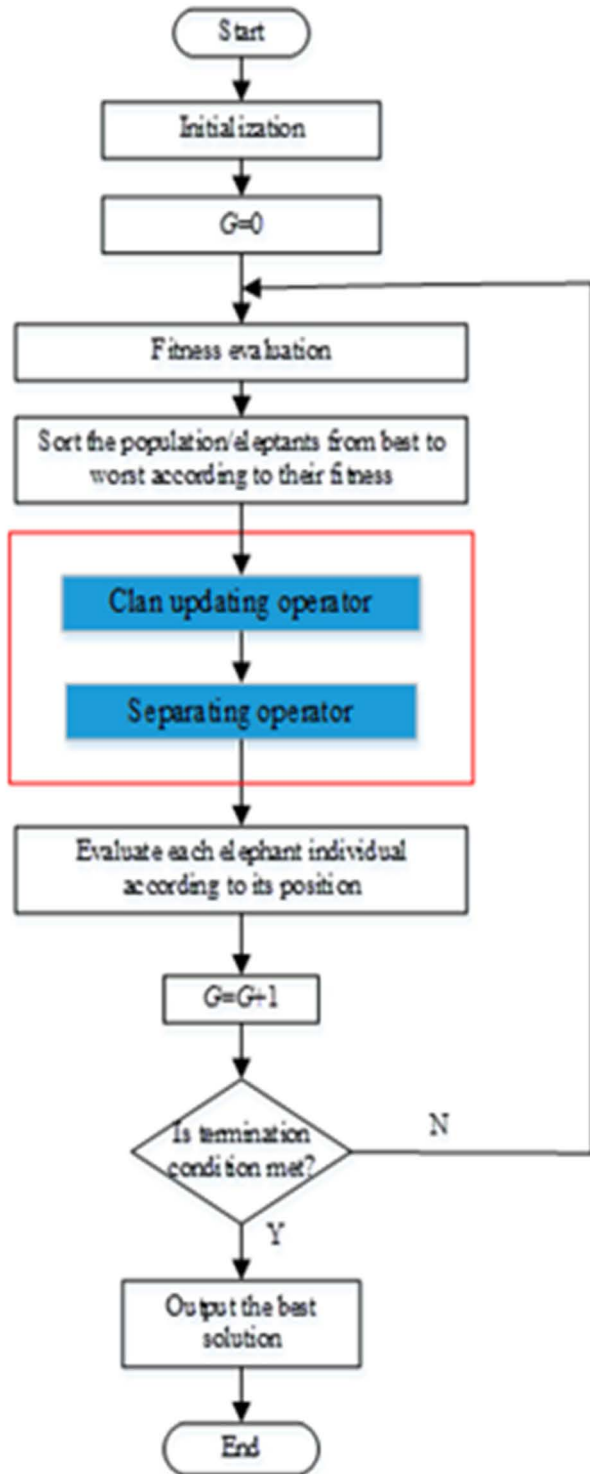 Start
Initialization
G=0
Fitness evaluation
Sort the population/eleptants from best to
worst according to their fitness
Clan updating operator
Separating operator
Evaluate each elephant individual
according to its position
G=G+1
Is termination
condition met?
N
Y
Output the best
solution
End